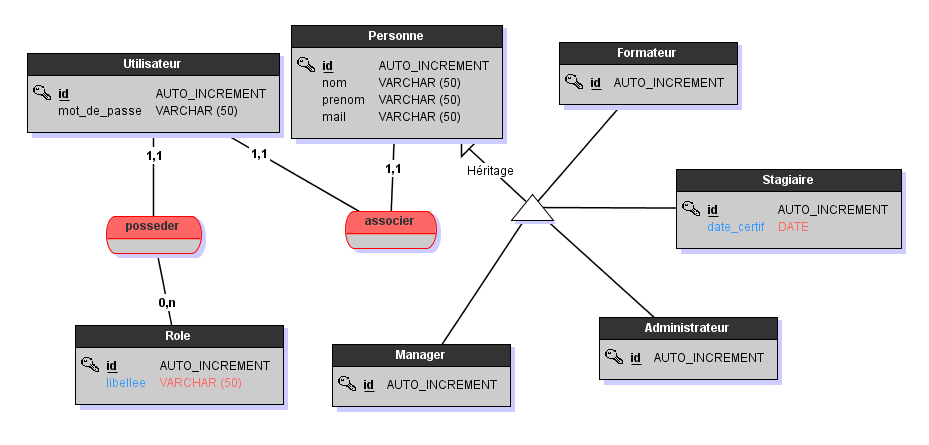 Utilisateur
id AUTO_INCREMENT
mot_de_passe VARCHAR (50)
Personne
id AUTO_INCREMENT
nom VARCHAR (50)
prenom VARCHAR (50)
mail VARCHAR (50)
Formateur
id AUTO_INCREMENT
1,1
1,1
1,1
Héritage
Stagiaire
id AUTO_INCREMENT
date_certif DATE
posseder
associer
0,n
Role
id AUTO_INCREMENT
libellee VARCHAR (50)
Manager
id AUTO_INCREMENT
Administrateur
id AUTO_INCREMENT